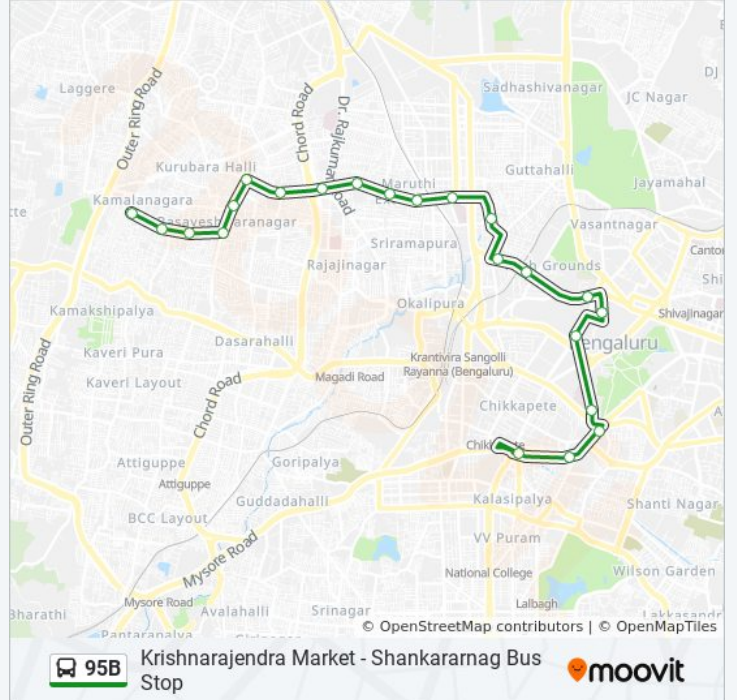 Laggere
Outer Ring Road
Chord Road
Dr. Rajkumar
Sadhashivanagar
DJ
JC Nagar
Kurubara Halli
Guttahalli
Maruthi
Jayamahal
Kamalanagara
Vasantnagar
Srirampura
Rajajinagar
Grounds
Canto
Shi
Okalipura
Kamakshipalya
Shivajinagar
Dasarahalli
Bengaluru
Kaveri Pura
Krantivira Sangolli
Rayanna (Bengaluru)
Outer Ring Road
Kaveri Layout
Chord Road
Magadi Road
Chikkapete
Attiguppe
Goripalya
Attiguppe
Guddadahalli
Kalasipalya
Shanti Nagar
BCC Layout
VV Puram
Mysore Road
National College
Wilson Garden
Mysore Road
Lalbagh
Bharathi
Avalahalli
Srinagar
Lakkasandr
Pantaranalya
© OpenStreetMap contributors | © OpenMapTiles
95B
Krishnarajendra Market - Shankararnag Bus
Stop
moovit